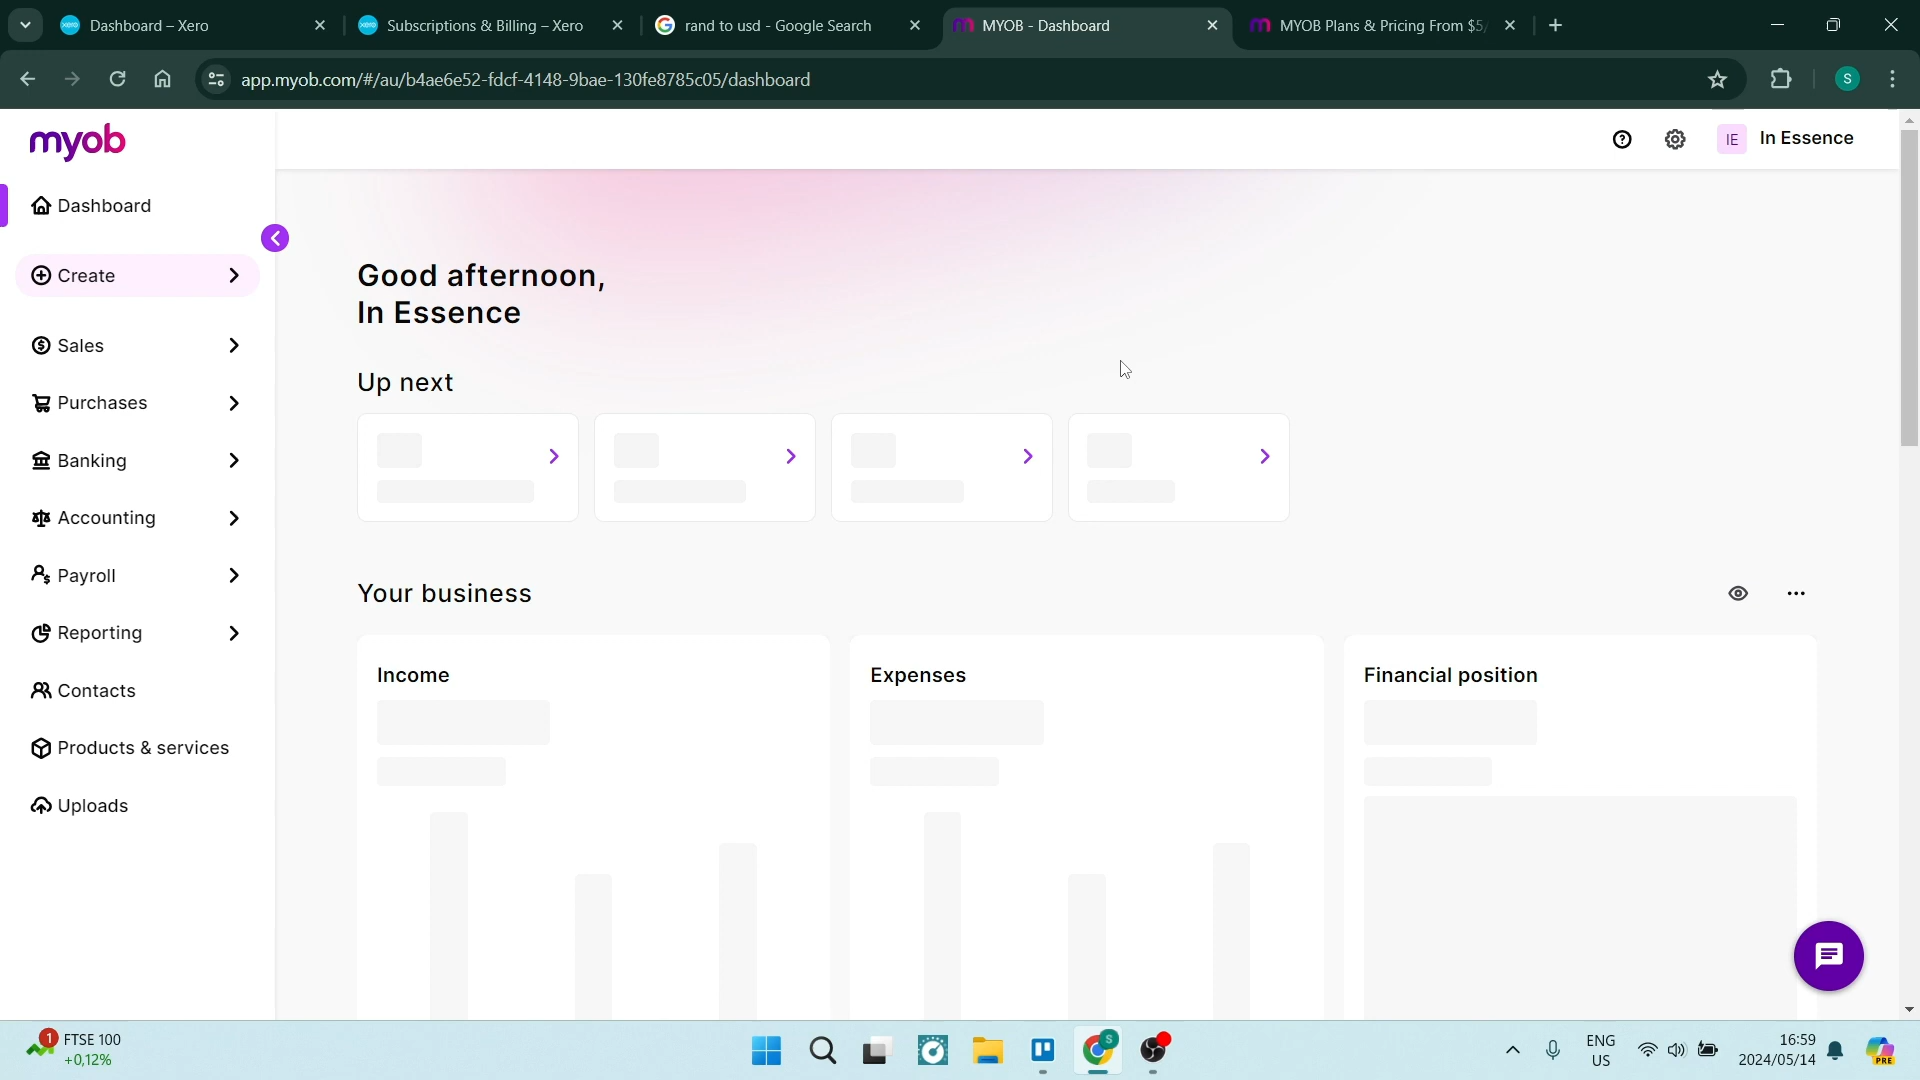 Dashboard – Xero
Subscriptions & Billing – Xero
rand to usd - Google Search
MYOB - Dashboard
MYOB Plans & Pricing From $5/
app.myob.com/#/au/b4ae6e52-fdcf-4148-9bae-130fe8785c05/dashboard
S
myob
IE
In Essence
Dashboard
Create
Sales
Purchases
Banking
Accounting
Payroll
Reporting
Contacts
Products & services
Uploads
Good afternoon,
In Essence
Up next
Your business
Income
Expenses
Financial position
1
FTSE 100
+0,12%
S
ENG
US
16:59
2024/05/14
PRE